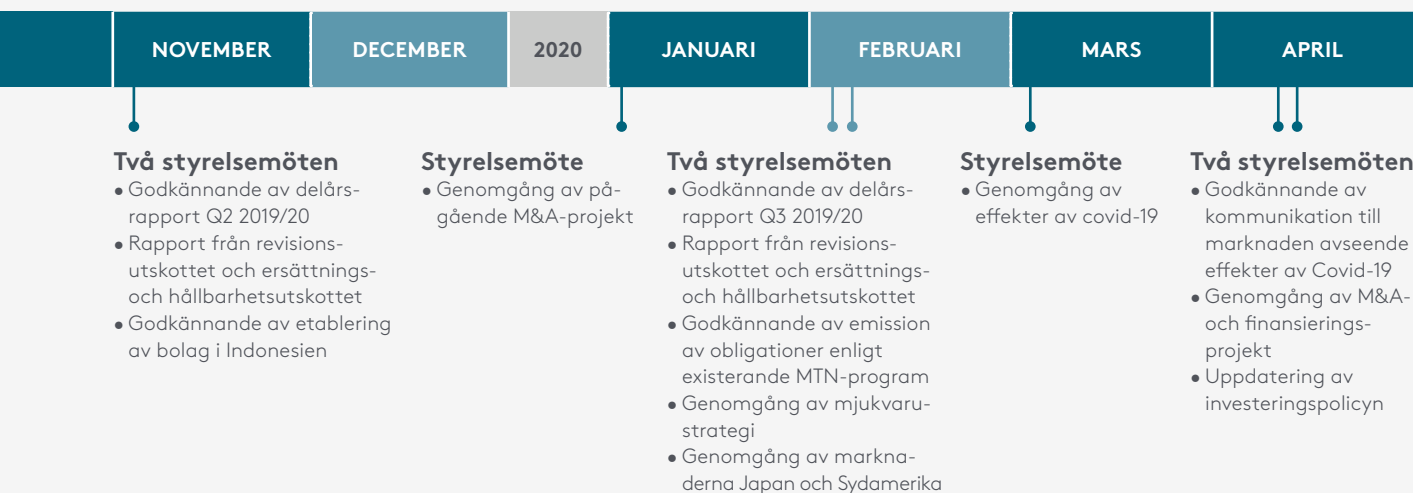 NOVEMBER
DECEMBER
2020
JANUARI
FEBRUARI
MARS
APRIL
Två styrelsemöten
• Godkännande av delårs-
rapport Q2 2019/20
• Rapport från revisions-
utskottet och ersättnings-
och hållbarhetsutskottet
• Godkännande av etablering
av bolag i Indonesien
Styrelsemöte
• Genomgång av på-
gående M&A-projekt
Två styrelsemöten
• Godkännande av delårs-
rapport Q3 2019/20
• Rapport från revisions-
utskottet och ersättnings-
och hållbarhetsutskottet
• Godkännande av emission
av obligationer enligt
existerande MTN-program
• Genomgång av mjukvaru-
strategi
• Genomgång av markna-
derna Japan och Sydamerika
Styrelsemöte
• Genomgång av
effekter av covid-19
Två styrelsemöten
• Godkännande av
kommunikation till
marknaden avseende
effekter av Covid-19
• Genomgång av M&A-
och finansierings-
projekt
• Uppdatering av
investeringspolicyn